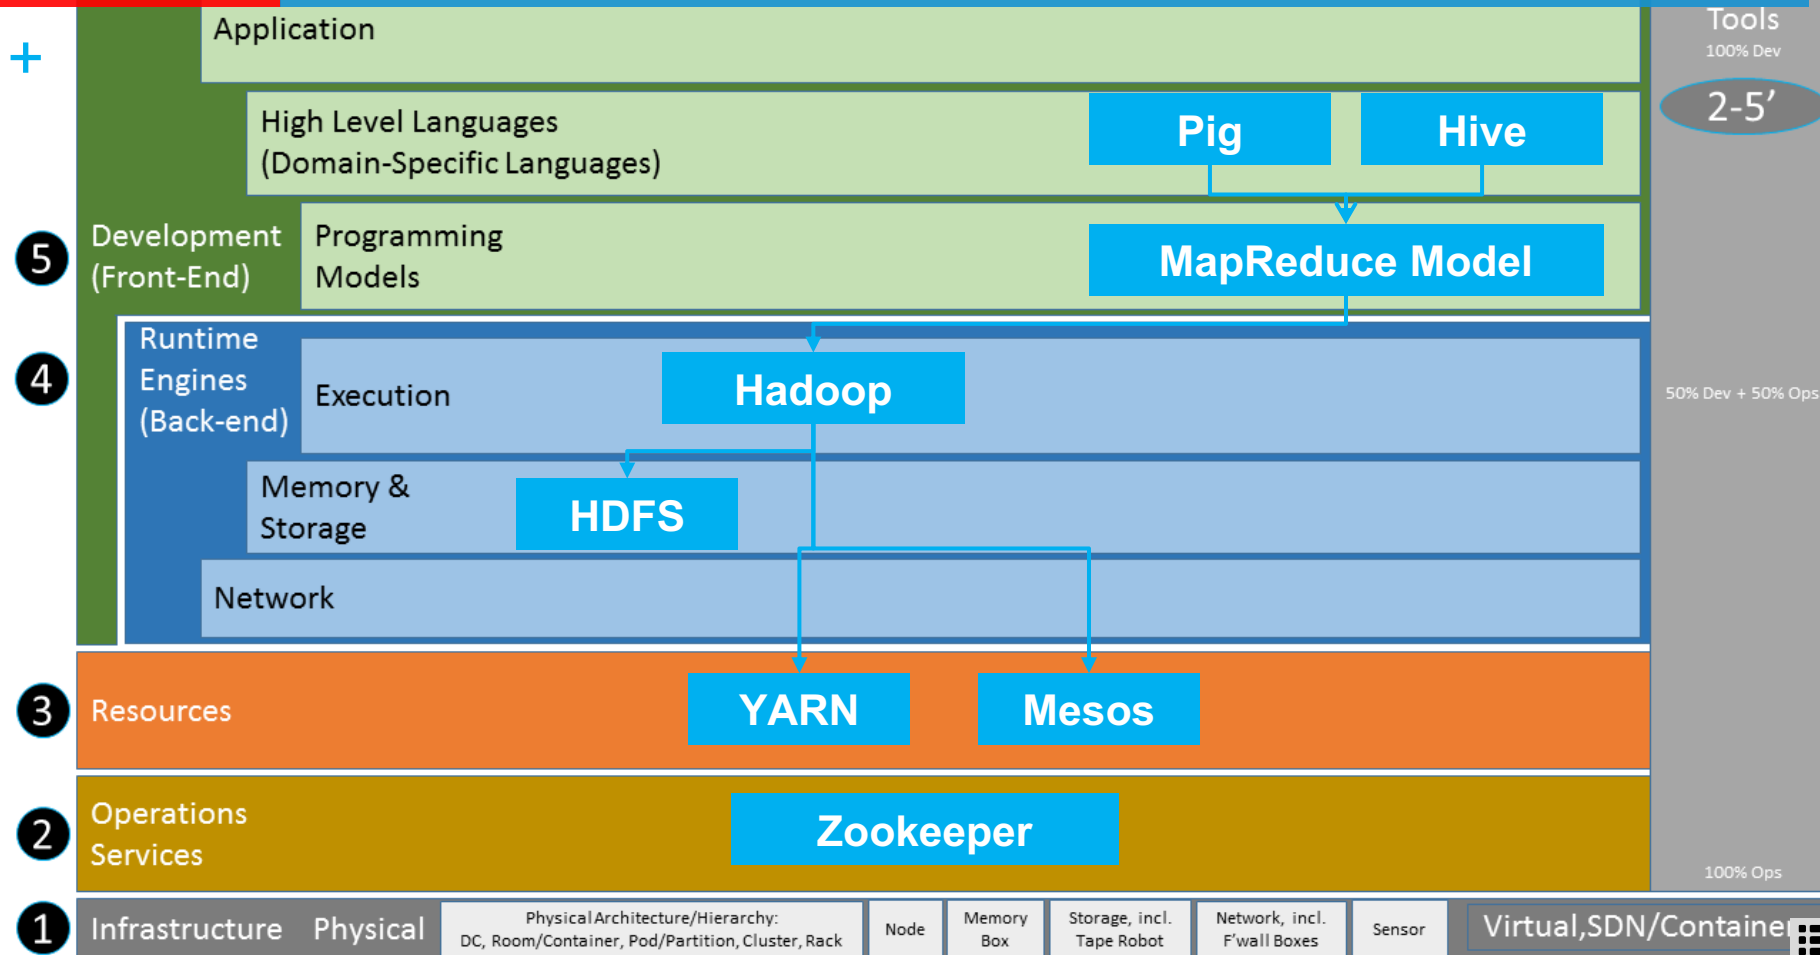 Application
Tools
100% Dev
+
2-5’
High Level Languages
(Domain-Specific Languages)
Pig
Hive
5
Development
(Front-End)
Programming
Models
MapReduce Model
4
Runtime
Engines
(Back-end)
Execution
Hadoop
50% Dev + 50% Ops
Memory &
Storage
HDFS
Network
3
Resources
YARN
Mesos
2
Operations
Services
Zookeeper
100% Ops
1
Infrastructure
Physical
Physical Architecture/Hierarchy:
DC, Room/Container, Pod/Partition, Cluster, Rack
Node
Memory
Box
Storage, incl.
Tape Robot
Network, incl.
F’wall Boxes
Sensor
Virtual,SDN/Container